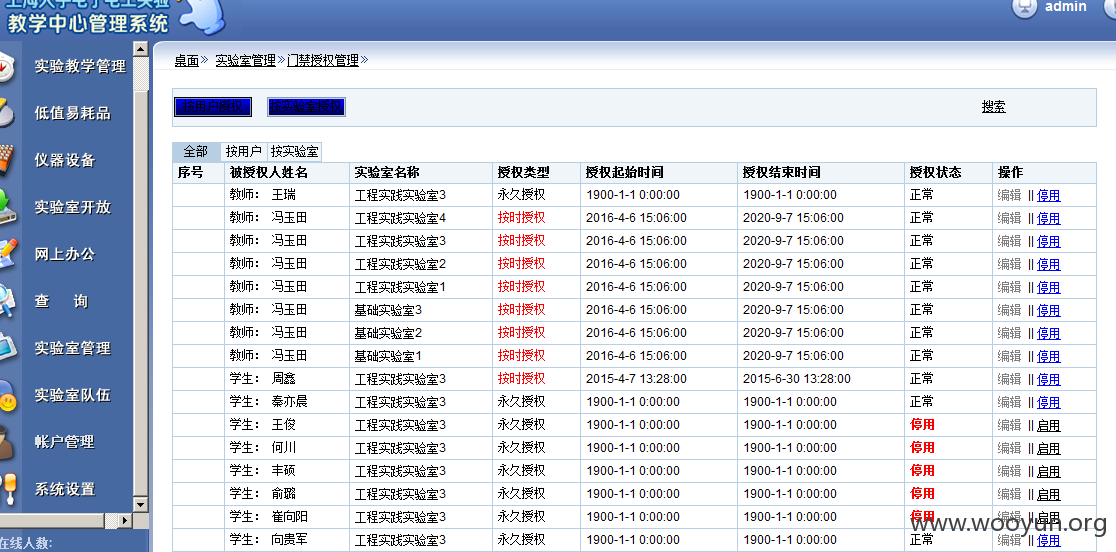 上海大学电子电工实验
教学中心管理系统
admin
实验教学管理
低值易耗品
仪器设备
实验室开放
网上办公
查 询
实验室管理
实验室队伍
帐户管理
系统设置
在线人数:
桌面» 实验室管理»门禁授权管理»
搜索
全部 按用户 按实验室
序号 被授权人姓名 实验室名称 授权类型 授权起始时间 授权结束时间 授权状态 操作
教师: 王瑞 工程实践实验室3 永久授权 1900-1-1 0:00:00 1900-1-1 0:00:00 正常 编辑 || 停用
教师: 冯玉田 工程实践实验室4 按时授权 2016-4-6 15:06:00 2020-9-7 15:06:00 正常 编辑 || 停用
教师: 冯玉田 工程实践实验室3 按时授权 2016-4-6 15:06:00 2020-9-7 15:06:00 正常 编辑 || 停用
教师: 冯玉田 工程实践实验室2 按时授权 2016-4-6 15:06:00 2020-9-7 15:06:00 正常 编辑 || 停用
教师: 冯玉田 工程实践实验室1 按时授权 2016-4-6 15:06:00 2020-9-7 15:06:00 正常 编辑 || 停用
教师: 冯玉田 基础实验室3 按时授权 2016-4-6 15:06:00 2020-9-7 15:06:00 正常 编辑 || 停用
教师: 冯玉田 基础实验室2 按时授权 2016-4-6 15:06:00 2020-9-7 15:06:00 正常 编辑 || 停用
教师: 冯玉田 基础实验室1 按时授权 2016-4-6 15:06:00 2020-9-7 15:06:00 正常 编辑 || 停用
学生: 周鑫 工程实践实验室3 按时授权 2015-4-7 13:28:00 2015-6-30 13:28:00 正常 编辑 || 停用
学生: 秦亦晨 工程实践实验室3 永久授权 1900-1-1 0:00:00 1900-1-1 0:00:00 正常 编辑 || 停用
学生: 王俊 工程实践实验室3 永久授权 1900-1-1 0:00:00 1900-1-1 0:00:00 停用 编辑 || 启用
学生: 何川 工程实践实验室3 永久授权 1900-1-1 0:00:00 1900-1-1 0:00:00 停用 编辑 || 启用
学生: 丰硕 工程实践实验室3 永久授权 1900-1-1 0:00:00 1900-1-1 0:00:00 停用 编辑 || 启用
学生: 俞璐 工程实践实验室3 永久授权 1900-1-1 0:00:00 1900-1-1 0:00:00 停用 编辑 || 启用
学生: 崔向阳 工程实践实验室3 永久授权 1900-1-1 0:00:00 1900-1-1 0:00:00 停用 编辑 || 启用
学生: 向贵军 工程实践实验室3 永久授权 1900-1-1 0:00:00 1900-1-1 0:00:00 正常 编辑 || 停用
www.wooyun.org